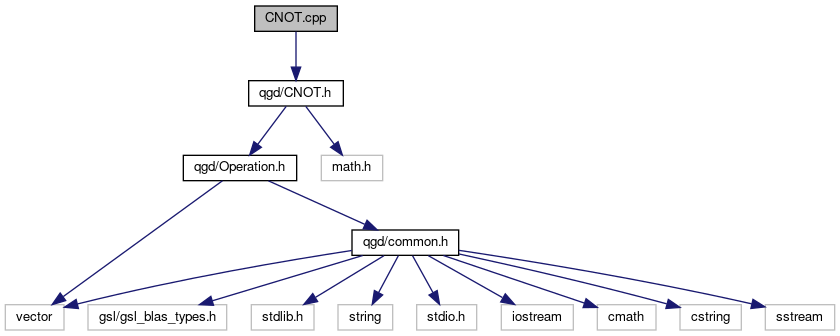 CNOT.cpp
qgd/CNOT.h
qgd/Operation.h
math.h
qgd/common.h
vector
gsl/gsl_blas_types.h
stdlib.h
string
stdio.h
iostream
cmath
cstring
sstream